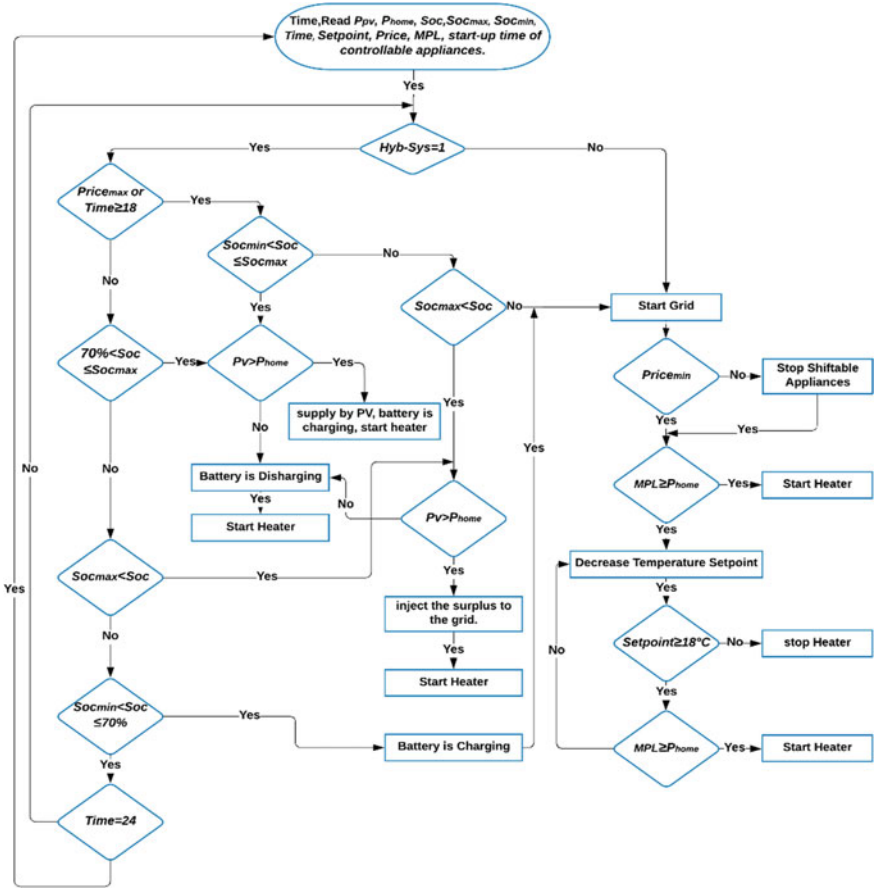 Time,Read Ppv, Phome, Soc,Socmax, Socmin,
Time, Setpoint, Price, MPL, start-up time of
controllable appliances.
Yes
Hyb-Sys=1
Yes
No
Pricemax or
Time≥18
Yes
No
Socmin<Soc
≤Socmax
No
Yes
Socmax<Soc
No
Yes
Start Grid
70%<Soc
≤Socmax
Yes
No
Pv>Phome
Yes
No
supply by PV, battery is
charging, start heater
Pricemin
No
Stop Shiftable
Appliances
Yes
Yes
Battery is Disharging
Yes
Start Heater
No
Yes
MPL≥Phome
Yes
Start Heater
Yes
Pv>Phome
Yes
Socmax<Soc
Yes
No
Decrease Temperature Setpoint
Yes
inject the surplus to
the grid.
Yes
Start Heater
Setpoint≥18°C
No
stop Heater
No
Yes
Socmin<Soc
≤70%
Yes
Yes
Battery is Charging
MPL≥Phome
Yes
Start Heater
Time=24
No
Yes